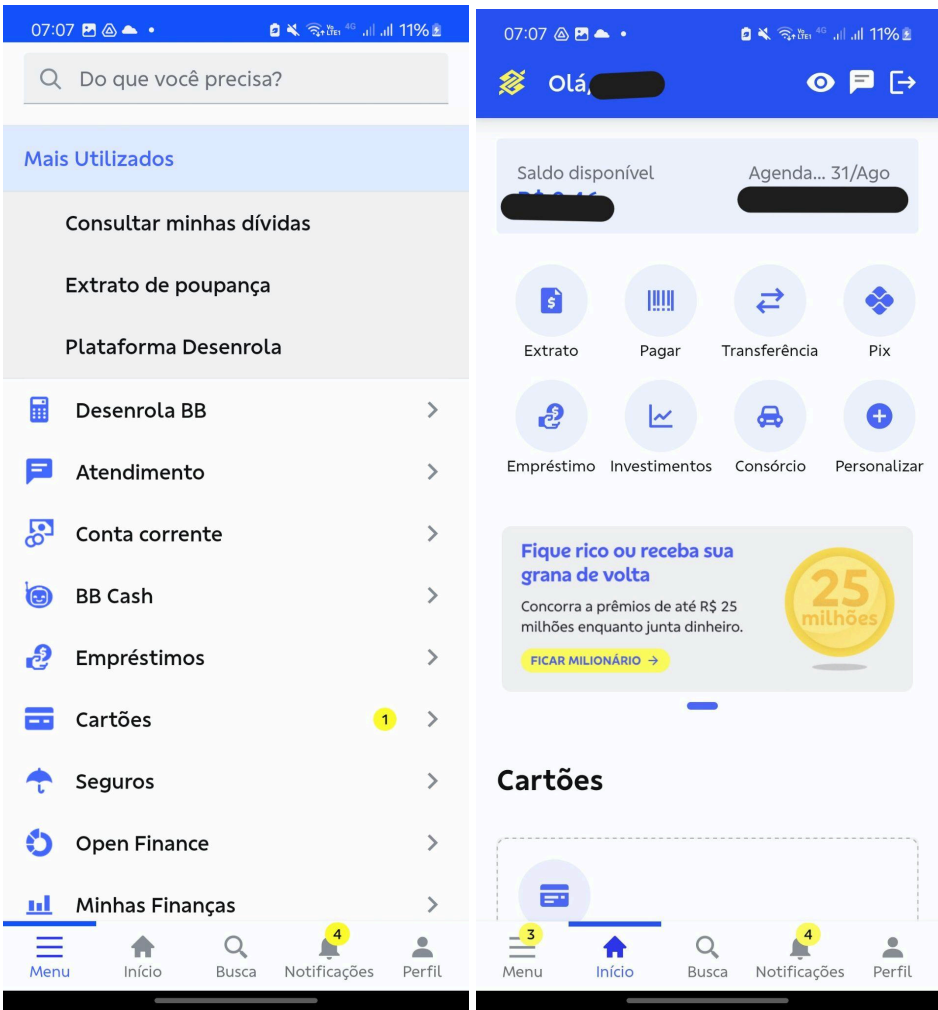 07:07
4G
11%
Do que você precisa?
Mais Utilizados
Consultar minhas dívidas
Extrato de poupança
Plataforma Desenrola
Desenrola BB
Atendimento
Conta corrente
BB Cash
Empréstimos
Cartões
1
Seguros
Open Finance
Minhas Finanças
4
Menu
Início
Busca
Notificações
Perfil
07:07
4G
11%
Olá,
Saldo disponível
Agenda... 31/Ago
Extrato
Pagar
Transferência
Pix
Empréstimo
Investimentos
Consórcio
Personalizar
Fique rico ou receba sua
grana de volta
Concorra a prêmios de até R$ 25
milhões enquanto junta dinheiro.
FICAR MILIONÁRIO →
25
milhões
Cartões
3
4
Menu
Início
Busca
Notificações
Perfil